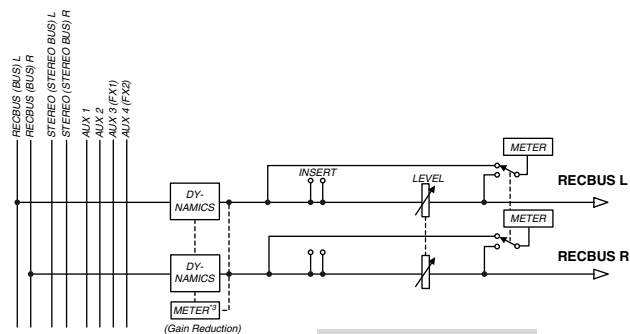 RECBUS (BUS) L
RECBUS (BUS) R
STEREO (STEREO BUS) L
STEREO (STEREO BUS) R
AUX 1
AUX 2
AUX 3 (FX1)
AUX 4 (FX2)
METER
INSERT
LEVEL
RECBUS L
DY-
NAMICS
METER
RECBUS R
DY-
NAMICS
METER*3
(Gain Reduction)